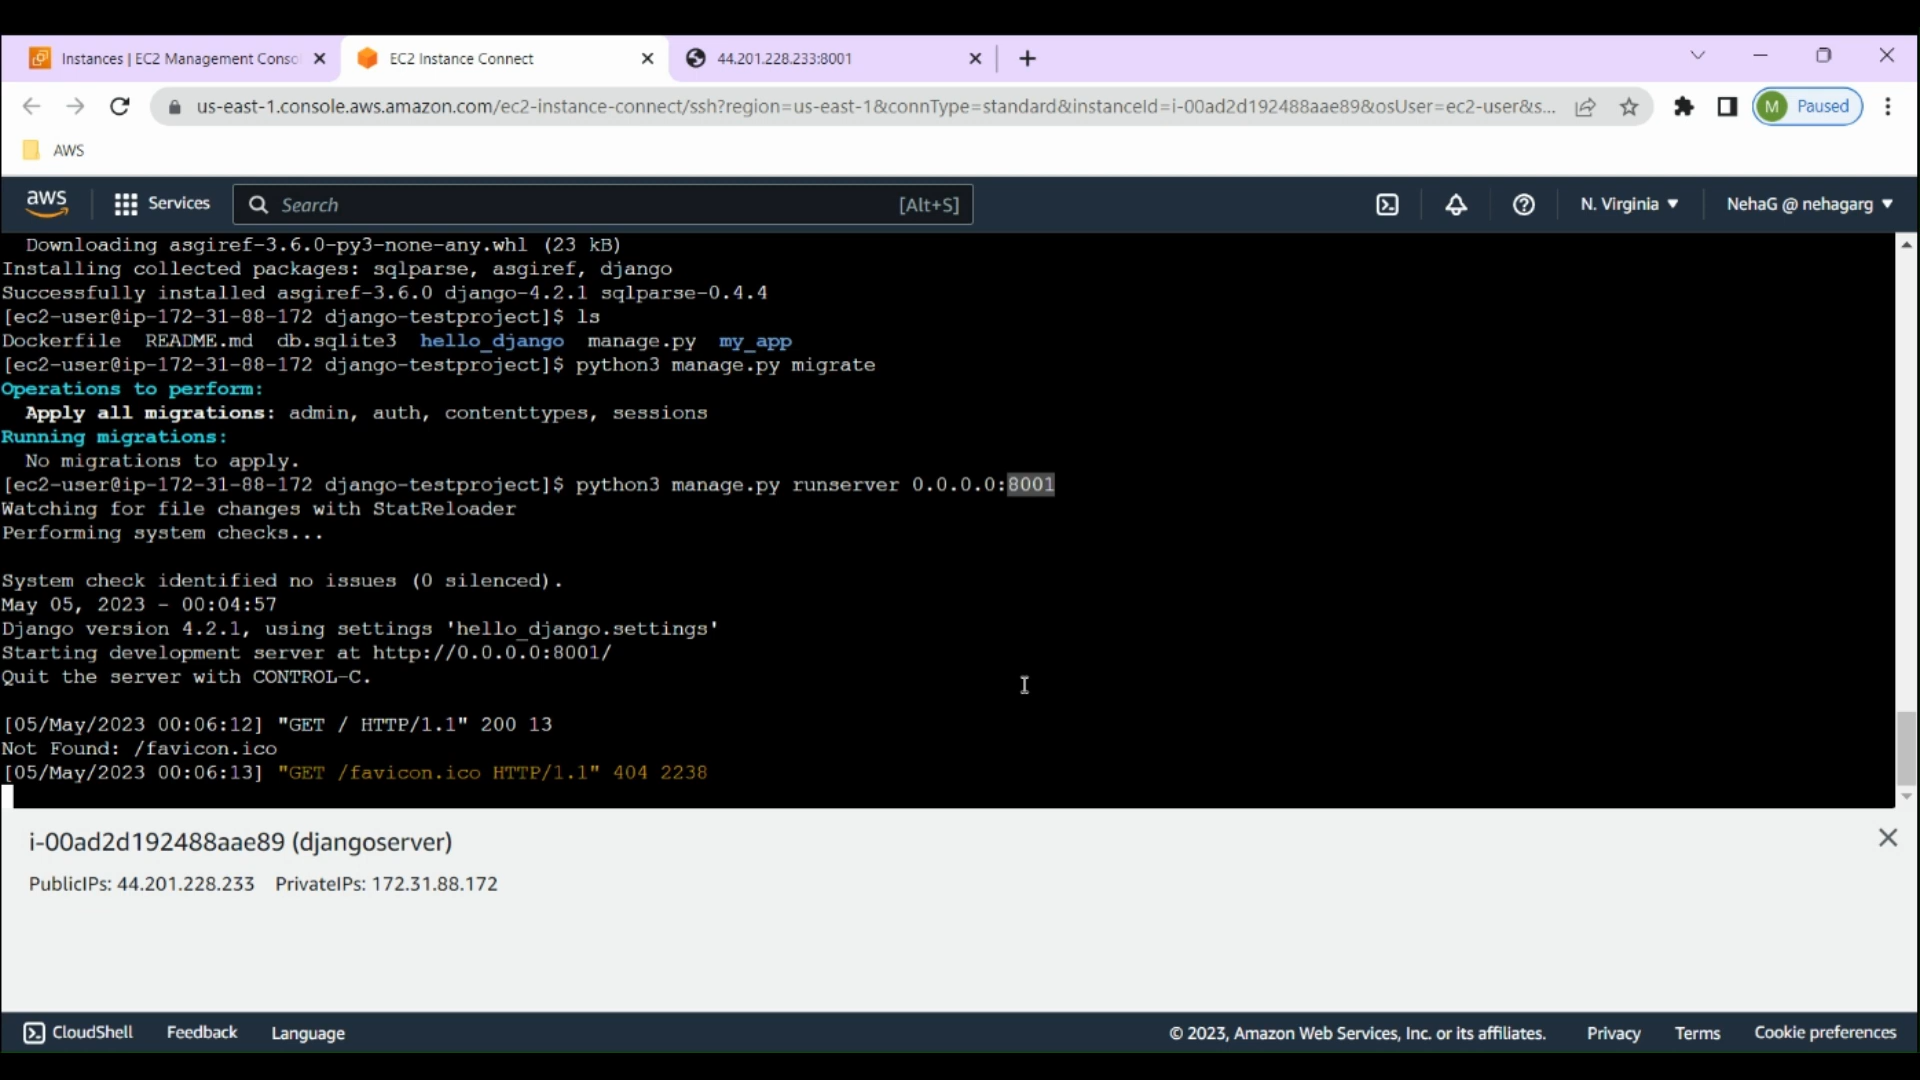 Instances | EC2 Management Conso
EC2 Instance Connect
44.201.228.233:8001
us-east-1.console.aws.amazon.com/ec2-instance-connect/ssh?region=us-east-1&connType=standard&instanceId=i-00ad2d192488aae89&osUser=ec2-user&s...
M Paused
AWS
aws
Services
Search
[Alt+S]
N. Virginia
NehaG @ nehagarg
Downloading asgiref-3.6.0-py3-none-any.whl (23 kB)
Installing collected packages: sqlparse, asgiref, django
Successfully installed asgiref-3.6.0 django-4.2.1 sqlparse-0.4.4
[ec2-user@ip-172-31-88-172 django-testproject]$ ls
Dockerfile README.md db.sqlite3 hello_django manage.py my_app
[ec2-user@ip-172-31-88-172 django-testproject]$ python3 manage.py migrate
Operations to perform:
Apply all migrations: admin, auth, contenttypes, sessions
Running migrations:
No migrations to apply.
[ec2-user@ip-172-31-88-172 django-testproject]$ python3 manage.py runserver 0.0.0.0:8001
Watching for file changes with StatReloader
Performing system checks...
System check identified no issues (0 silenced).
May 05, 2023 - 00:04:57
Django version 4.2.1, using settings 'hello_django.settings'
Starting development server at http://0.0.0.0:8001/
Quit the server with CONTROL-C.
[05/May/2023 00:06:12] "GET / HTTP/1.1" 200 13
Not Found: /favicon.ico
[05/May/2023 00:06:13] "GET /favicon.ico HTTP/1.1" 404 2238
i-00ad2d192488aae89 (djangoserver)
PublicIPs: 44.201.228.233 PrivateIPs: 172.31.88.172
CloudShell Feedback Language © 2023, Amazon Web Services, Inc. or its affiliates. Privacy Terms Cookie preferences